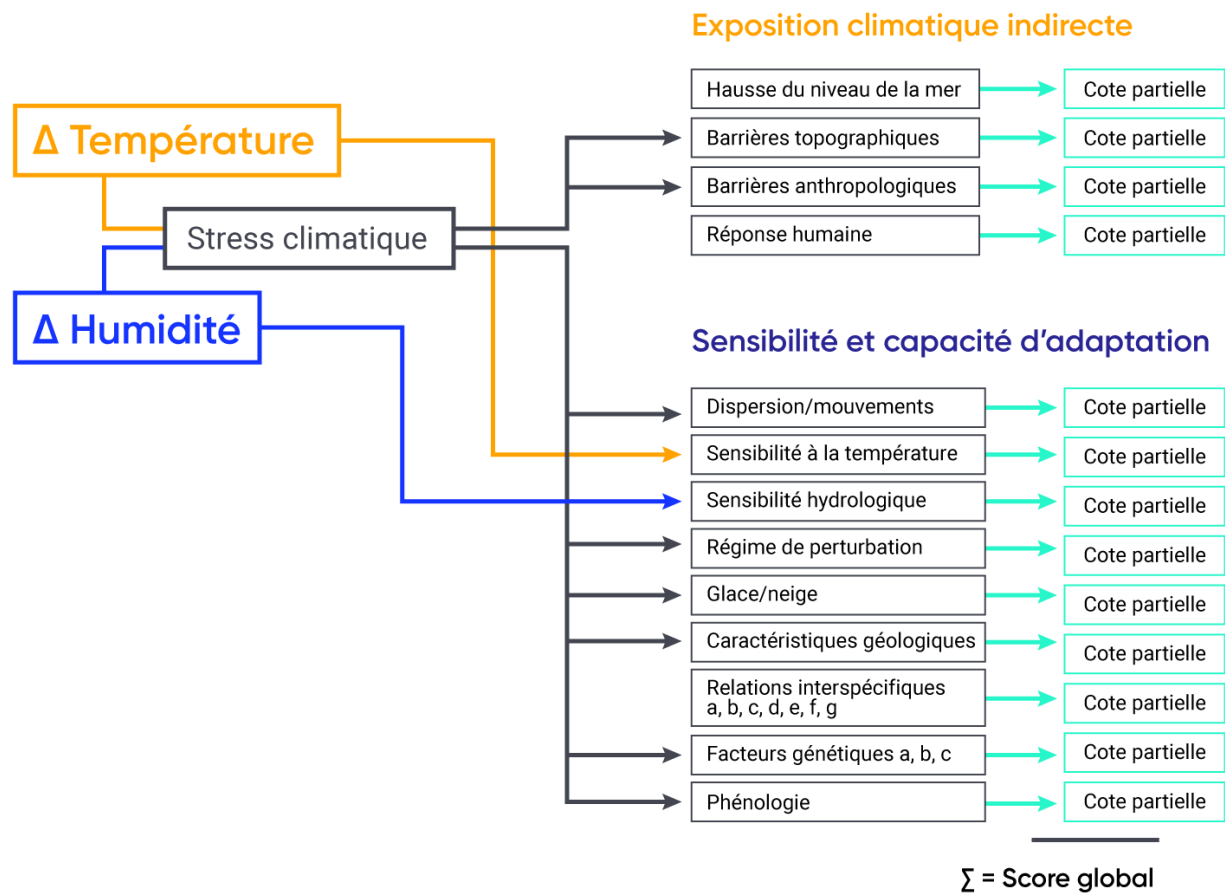 Exposition climatique indirecte
Δ Température
Stress climatique
Δ Humidité
Hausse du niveau de la mer
Cote partielle
Barrières topographiques
Cote partielle
Barrières anthropologiques
Cote partielle
Réponse humaine
Cote partielle
Sensibilité et capacité d'adaptation
Dispersion/mouvements
Cote partielle
Sensibilité à la température
Cote partielle
Sensibilité hydrologique
Cote partielle
Régime de perturbation
Cote partielle
Glace/neige
Cote partielle
Caractéristiques géologiques
Cote partielle
Relations interspécifiques
a, b, c, d, e, f, g
Cote partielle
Facteurs génétiques a, b, c
Cote partielle
Phénologie
Cote partielle
∑ = Score global